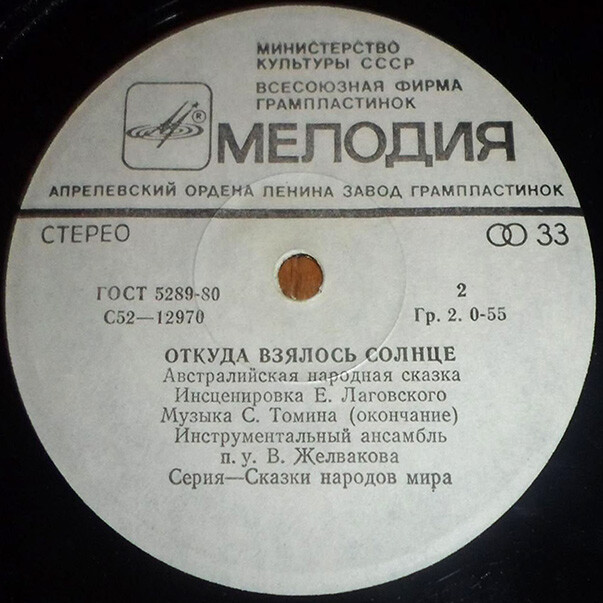 МИНИСТЕРСТВО
КУЛЬТУРЫ СССР
ВСЕСОЮЗНАЯ ФИРМА
ГРАМПЛАСТИНОК
®
МЕЛОДИЯ
АПРЕЛЕВСКИЙ ОРДЕНА ЛЕНИНА ЗАВОД ГРАМПЛАСТИНОК
СТЕРЕО
33
ГОСТ 5289-80
2
С52—12970
Гр. 2. 0-55
ОТКУДА ВЗЯЛОСЬ СОЛНЦЕ
Австралийская народная сказка
Инсценировка Е. Лаговского
Музыка С. Томина (окончание)
Инструментальный ансамбль
п. у. В. Желвакова
Серия—Сказки народов мира